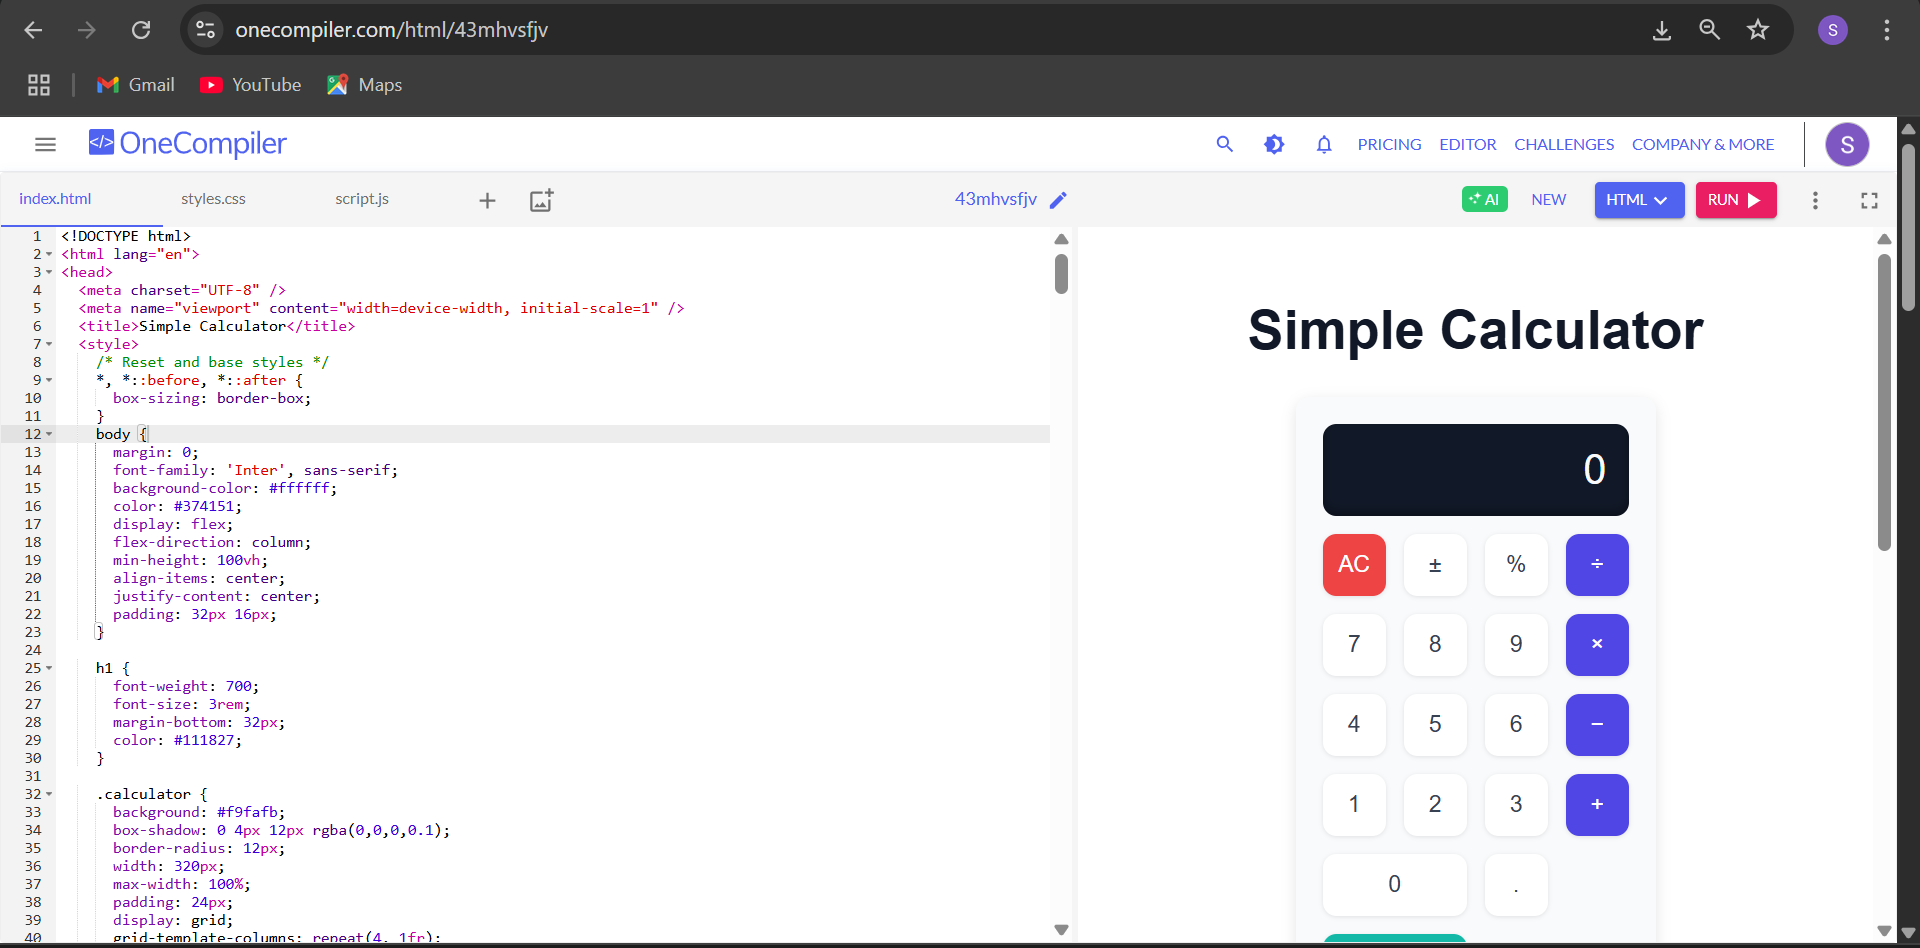 onecompiler.com/html/43mhvsfjv
S
Gmail
YouTube
Maps
</> OneCompiler
PRICING
EDITOR
CHALLENGES
COMPANY & MORE
S
index.html
styles.css
script.js
43mhvsfjv
AI
NEW
HTML
RUN
1 <!DOCTYPE html>
2 <html lang="en">
3 <head>
4 <meta charset="UTF-8" />
5 <meta name="viewport" content="width=device-width, initial-scale=1" />
6 <title>Simple Calculator</title>
7 <style>
8 /* Reset and base styles */
9 *, *::before, *::after {
10 box-sizing: border-box;
11 }
12 body {
13 margin: 0;
14 font-family: 'Inter', sans-serif;
15 background-color: #ffffff;
16 color: #374151;
17 display: flex;
18 flex-direction: column;
19 min-height: 100vh;
20 align-items: center;
21 justify-content: center;
22 padding: 32px 16px;
23 }
24
25 h1 {
26 font-weight: 700;
27 font-size: 3rem;
28 margin-bottom: 32px;
29 color: #111827;
30 }
31
32 .calculator {
33 background: #f9fafb;
34 box-shadow: 0 4px 12px rgba(0,0,0,0.1);
35 border-radius: 12px;
36 width: 320px;
37 max-width: 100%;
38 padding: 24px;
39 display: grid;
40 grid-template-columns: repeat(4, 1fr);
Simple Calculator
0
AC ± % ÷
7 8 9 ×
4 5 6 −
1 2 3 +
0 .